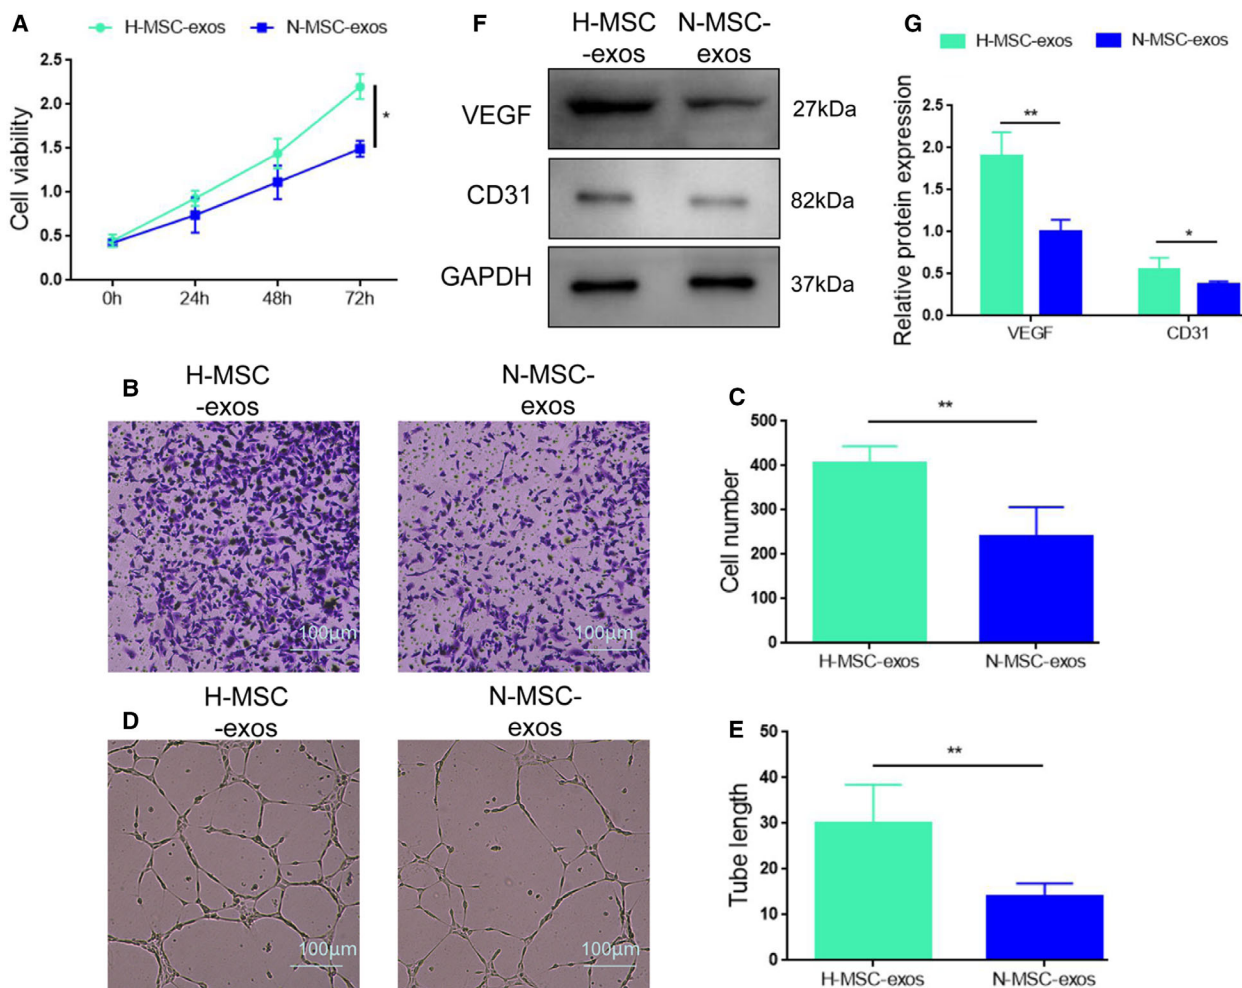 A
H-MSC-exos
N-MSC-exos
Cell viability
2.5
2.0
1.5
1.0
0.5
0.0
*
0h
24h
48h
72h
F
H-MSC
-exos
N-MSC-
exos
VEGF
27kDa
CD31
82kDa
GAPDH
37kDa
G
H-MSC-exos
N-MSC-exos
Relative protein expression
2.5
2.0
1.5
1.0
0.5
0.0
**
*
VEGF
CD31
B
H-MSC
-exos
N-MSC-
exos
100μm
100μm
C
Cell number
500
400
300
200
100
0
**
H-MSC-exos
N-MSC-exos
D
H-MSC
-exos
N-MSC-
exos
100μm
100μm
E
Tube length
50
40
30
20
10
0
**
H-MSC-exos
N-MSC-exos